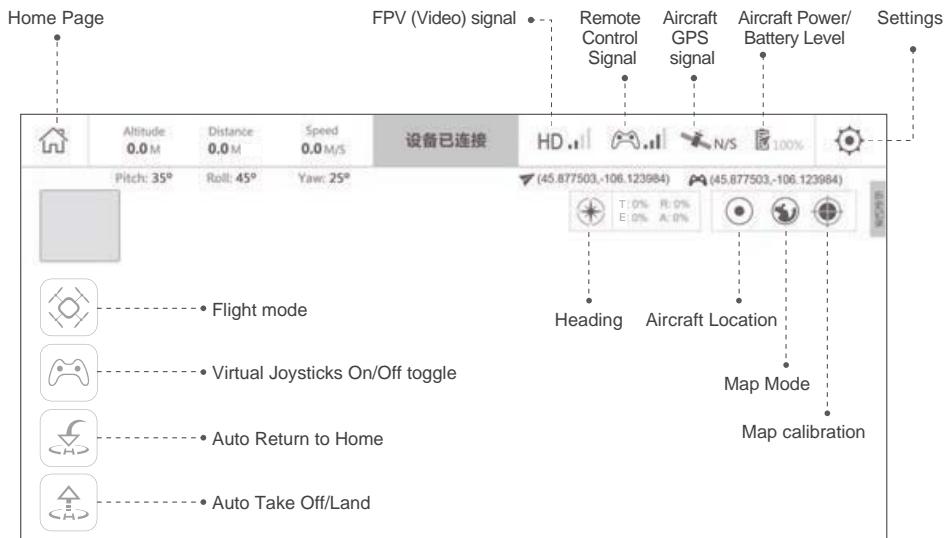 Home Page
FPV (Video) signal
Remote
Control
Signal
Aircraft
GPS
signal
Aircraft Power/
Battery Level
Settings
Altitude
0.0 M
Distance
0.0 M
Speed
0.0 M/S
设备已连接
HD
N/S
100%
Pitch: 35º
Roll: 45º
Yaw: 25º
(45.877503,-106.123984)
(45.877503,-106.123984)
T:0% R:0%
E:0% A:0%
Flight mode
Heading
Aircraft Location
Virtual Joysticks On/Off toggle
Map Mode
Auto Return to Home
Map calibration
Auto Take Off/Land